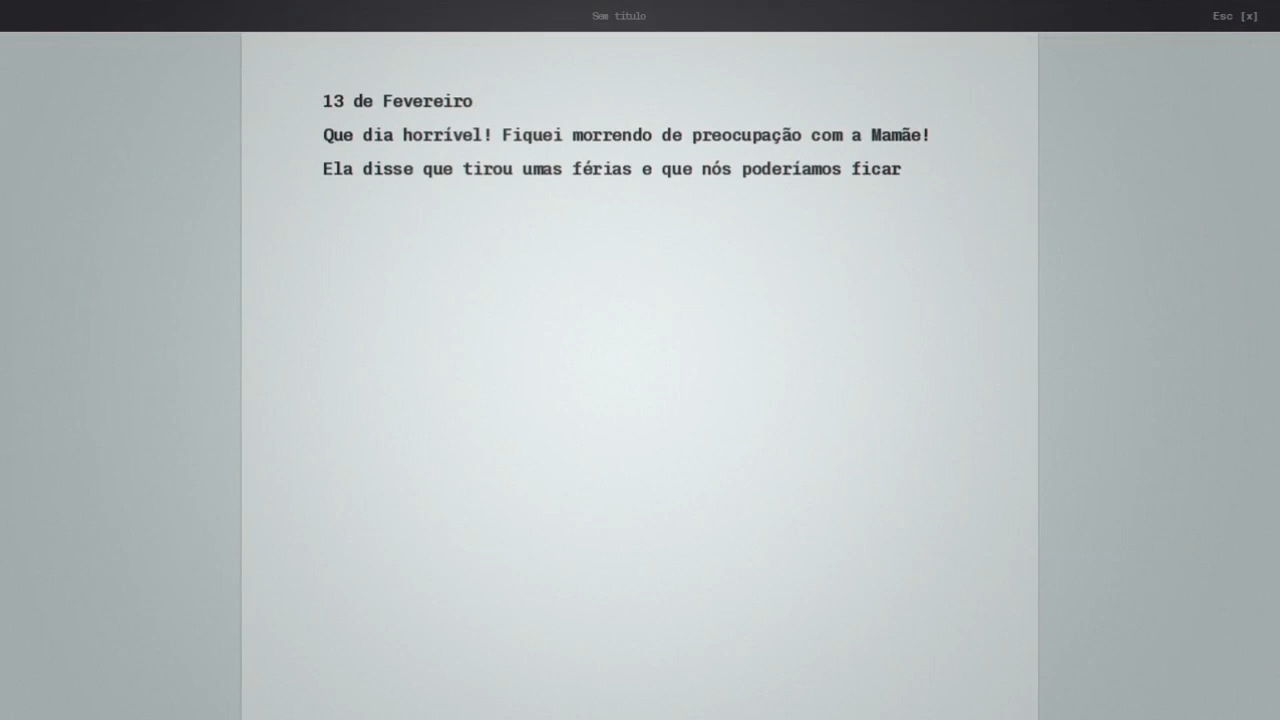 Sem título
Esc [x]
13 de Fevereiro
Que dia horrível! Fiquei morrendo de preocupação com a Mamãe!
Ela disse que tirou umas férias e que nós poderíamos ficar